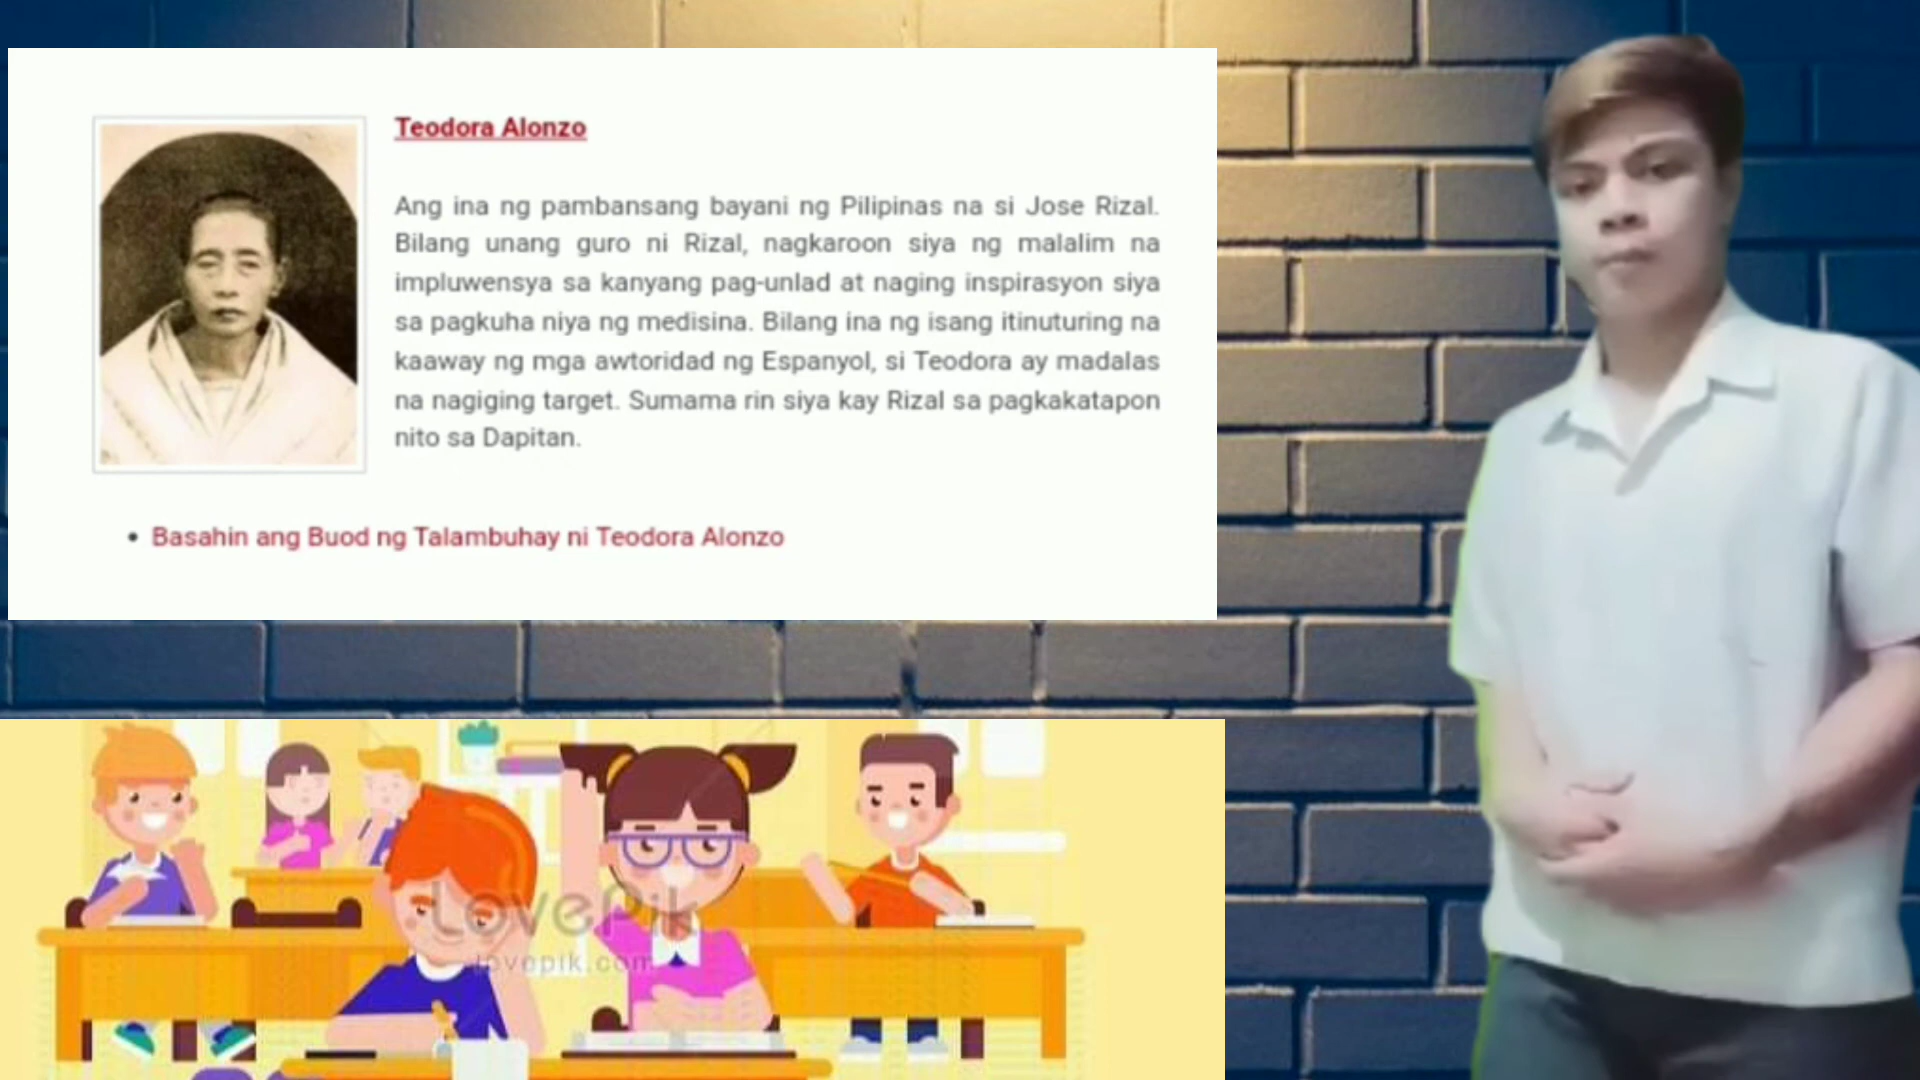 Teodora Alonzo
Ang ina ng pambansang bayani ng Pilipinas na si Jose Rizal.
Bilang unang guro ni Rizal, nagkaroon siya ng malalim na
impluwensya sa kanyang pag-unlad at naging inspirasyon siya
sa pagkuha niya ng medisina. Bilang ina ng isang itinuturing na
kaaway ng mga awtoridad ng Espanyol, si Teodora ay madalas
na nagiging target. Sumama rin siya kay Rizal sa pagkakatapon
nito sa Dapitan.
• Basahin ang Buod ng Talambuhay ni Teodora Alonzo
LovePik
lovepik.com